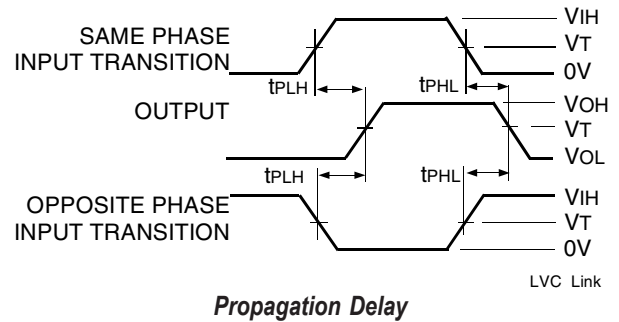 SAME PHASE
INPUT TRANSITION
VIH
VT
0V
tPLH
tPHL
OUTPUT
VOH
VT
VOL
tPLH
tPHL
OPPOSITE PHASE
INPUT TRANSITION
VIH
VT
0V
LVC Link
Propagation Delay